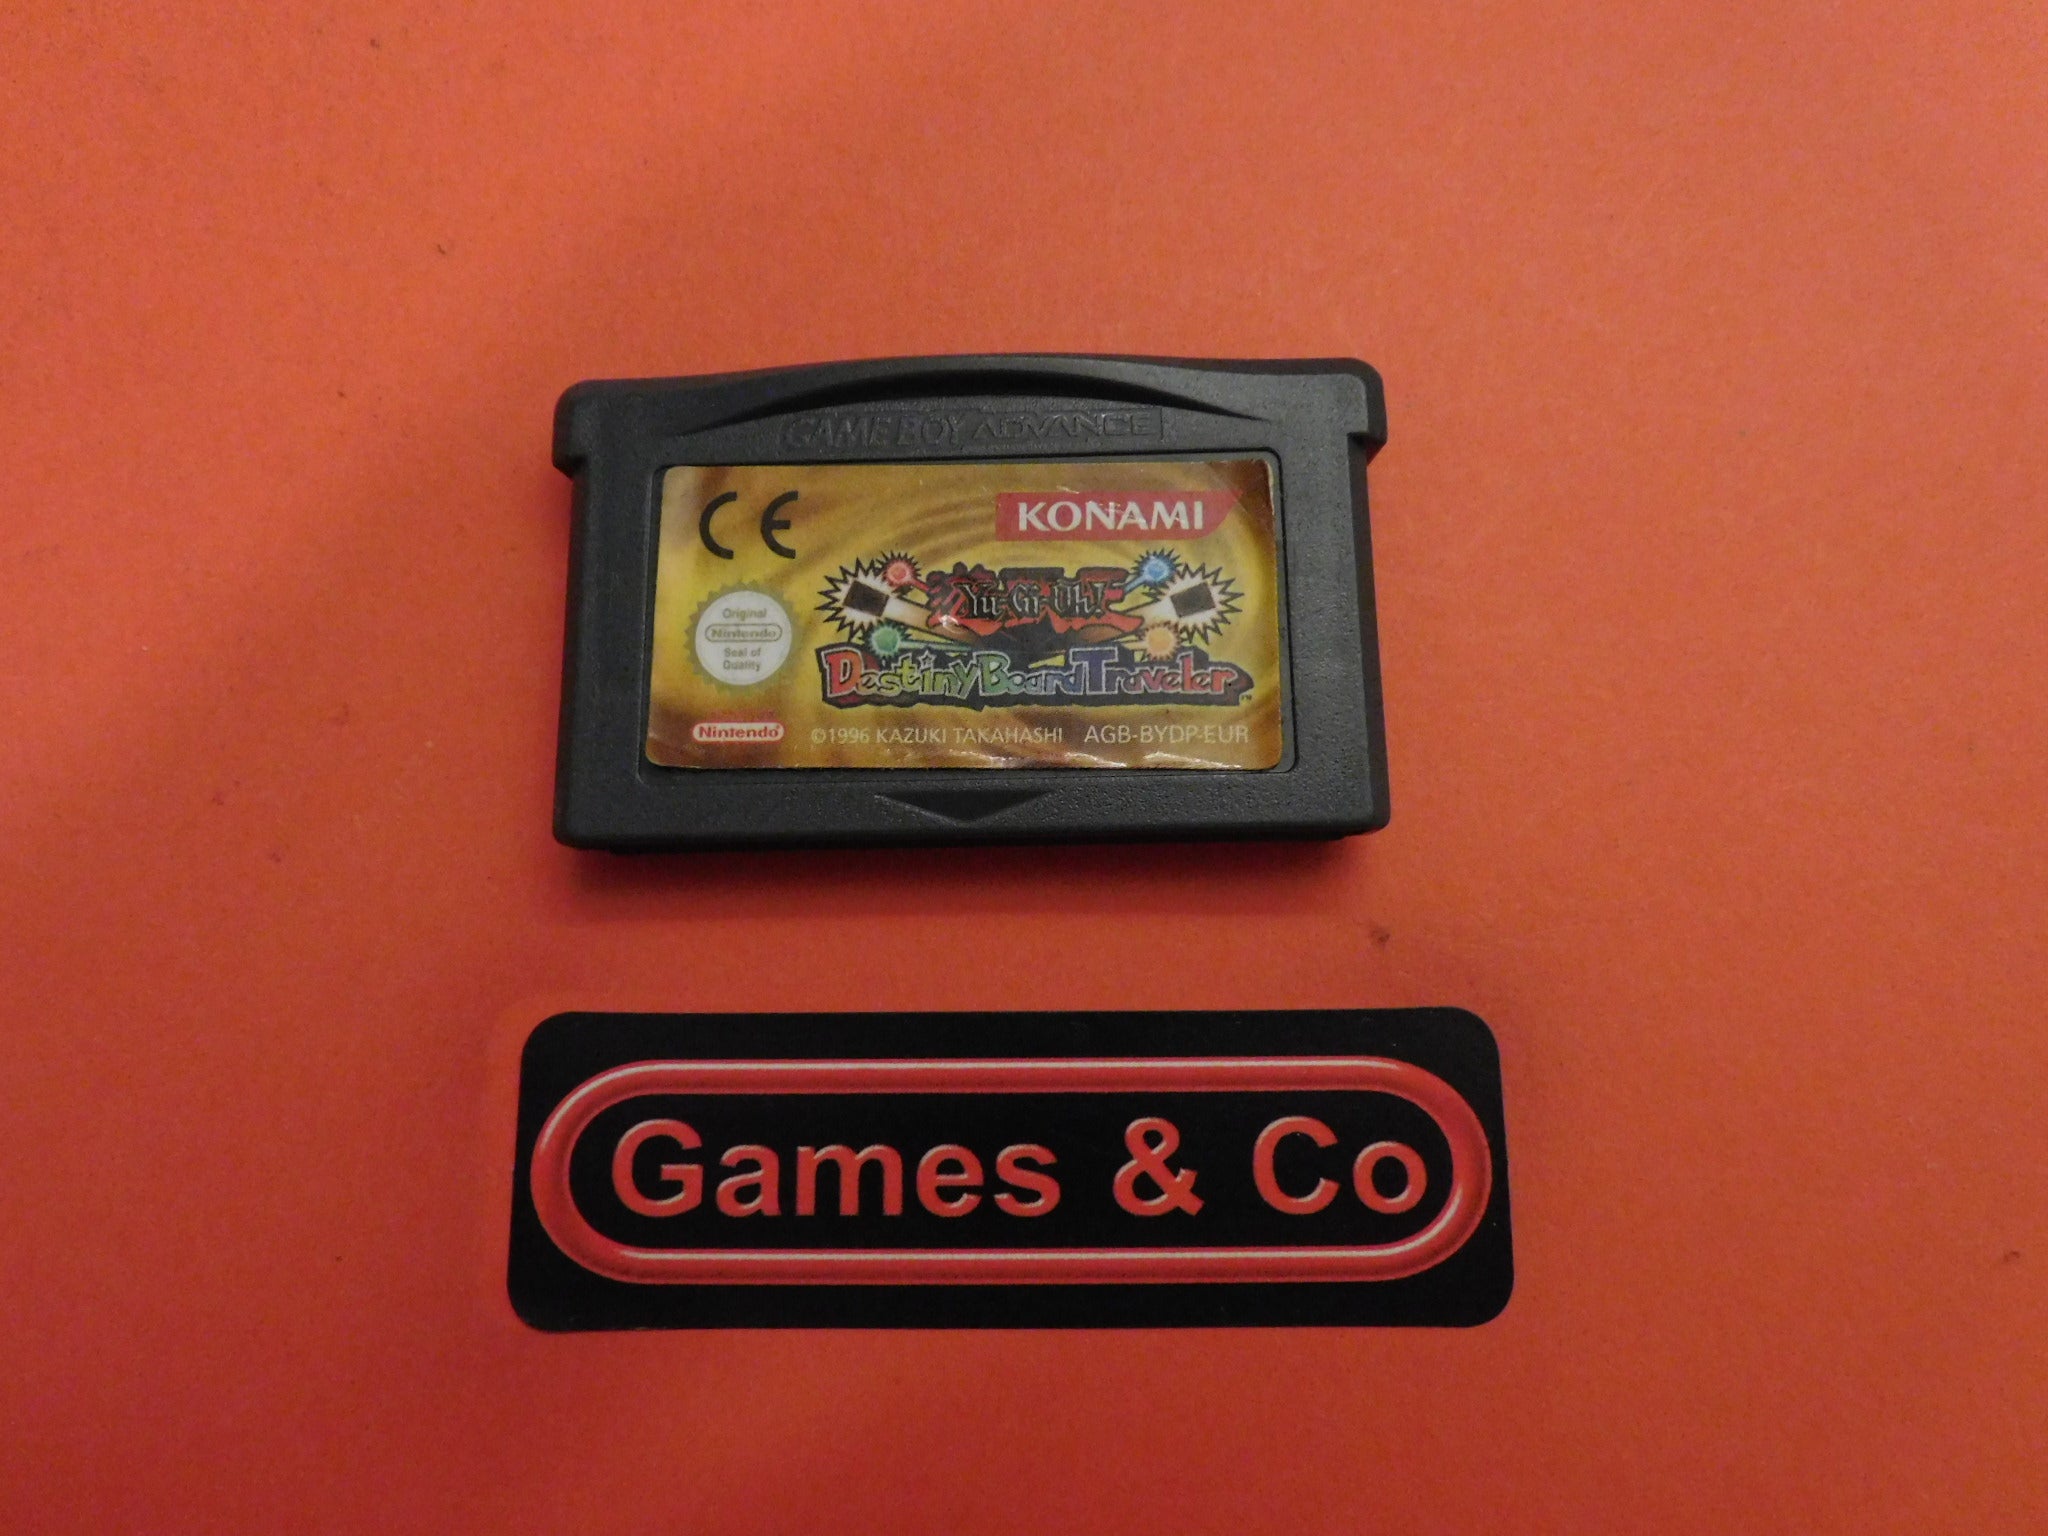 GAME BOY ADVANCE
CE
KONAMI
Yu-Gi-Oh!
Original
Nintendo
Seal of
Quality
Destiny Board Traveler
Nintendo
©1996 KAZUKI TAKAHASHI AGB-BYDP-EUR
Games & Co